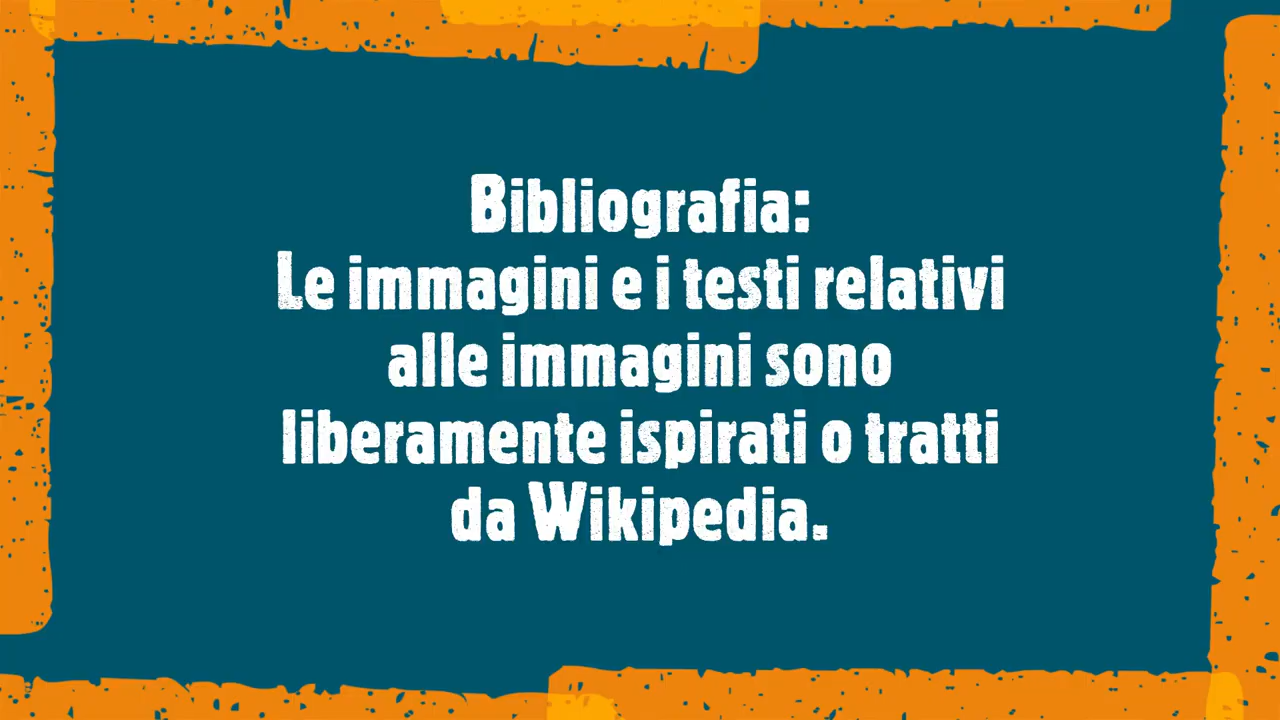 Bibliografia:
Le immagini e i testi relativi
alle immagini sono
liberamente ispirati o tratti
da Wikipedia.